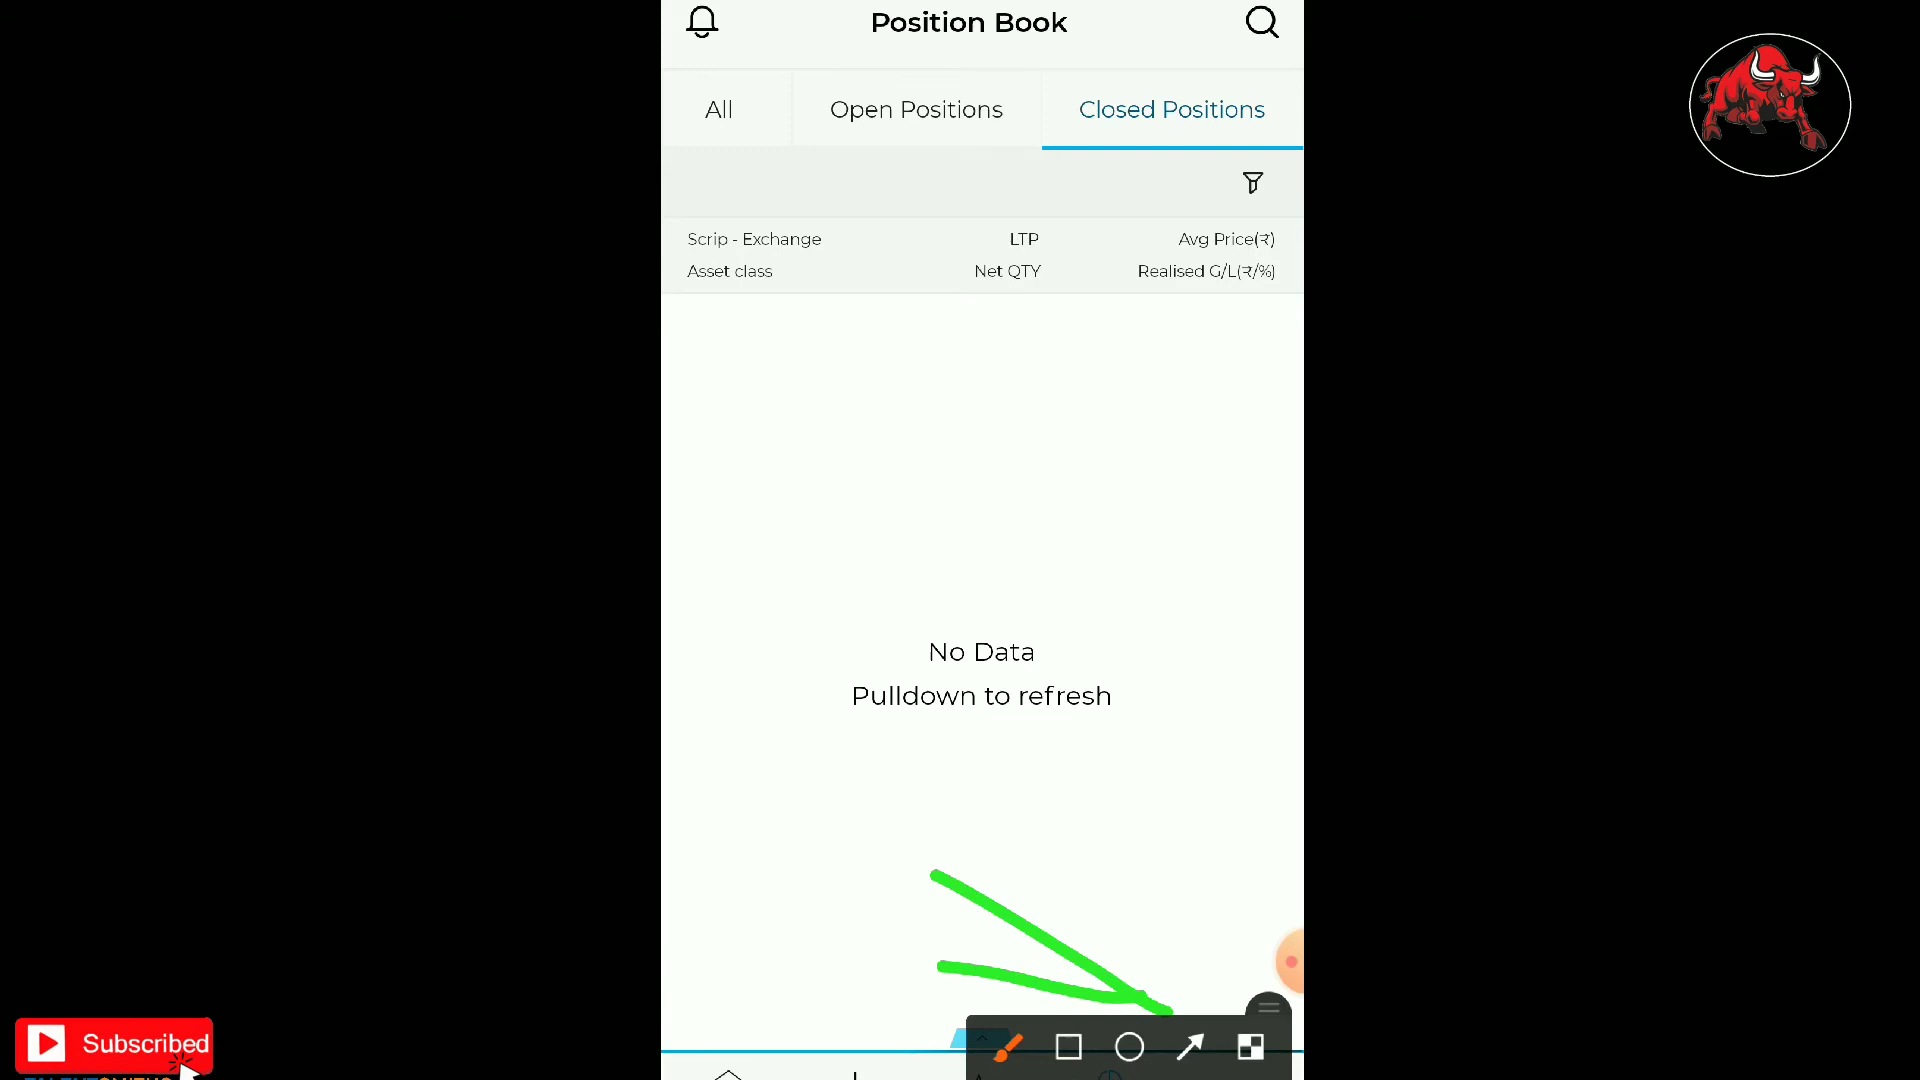 Position Book
All
Open Positions
Closed Positions
Scrip - Exchange
LTP
Avg Price(₹)
Asset class
Net QTY
Realised G/L(₹/%)
No Data
Pulldown to refresh
Subscribed